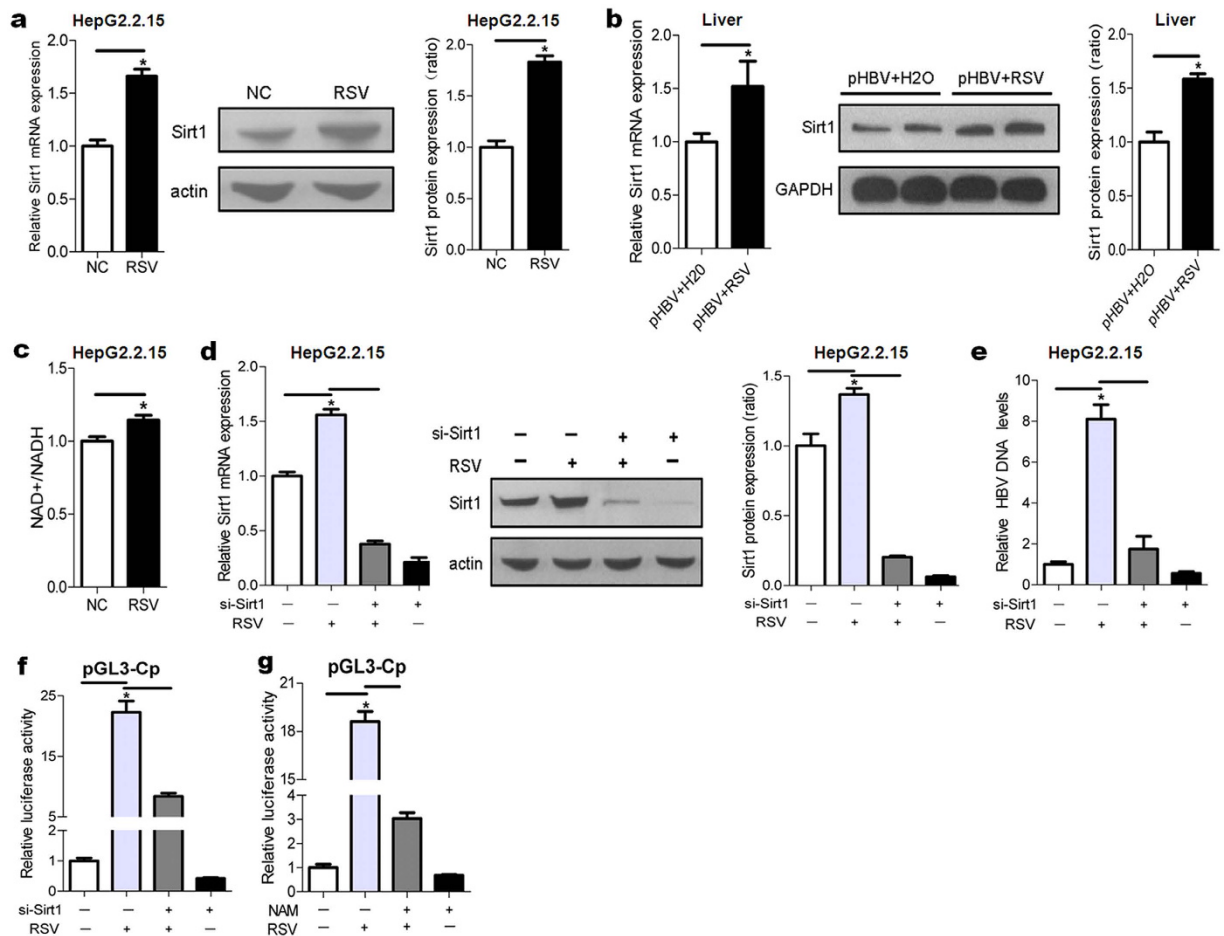 a
HepG2.2.15
Relative Sirt1 mRNA expression
2.0
1.5
1.0
0.5
0.0
*
NC RSV
NC RSV
Sirt1
actin
HepG2.2.15
Sirt1 protein expression (ratio)
2.0
1.5
1.0
0.5
0.0
*
NC RSV
b
Liver
Relative Sirt1 mRNA expression
2.0
1.5
1.0
0.5
0.0
*
pHBV+H20
pHBV+RSV
pHBV+H2O pHBV+RSV
Sirt1
GAPDH
Liver
Sirt1 protein expression (ratio)
2.0
1.5
1.0
0.5
0.0
*
pHBV+H2O
pHBV+RSV
c
HepG2.2.15
NAD+/NADH
1.5
1.0
0.5
0.0
*
NC RSV
d
HepG2.2.15
Relative Sirt1 mRNA expression
2.0
1.5
1.0
0.5
0.0
*
si-Sirt1 — — + +
RSV — + + —
si-Sirt1 — — + +
RSV — + + —
Sirt1
actin
HepG2.2.15
Sirt1 protein expression (ratio)
1.5
1.0
0.5
0.0
*
si-Sirt1 — — + +
RSV — + + —
e
HepG2.2.15
Relative HBV DNA levels
10
8
6
4
2
0
*
si-Sirt1 — — + +
RSV — + + —
f
pGL3-Cp
Relative luciferase activity
25
15
5
2
1
0
*
si-Sirt1 — — + +
RSV — + + —
g
pGL3-Cp
Relative luciferase activity
21
18
15
4
3
2
1
0
*
NAM — — + +
RSV — + + —